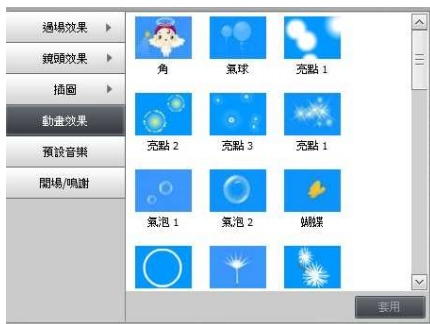 過場效果
鏡頭效果
插圖
動畫效果
預設音樂
開場/鳴謝
角 氣球 亮點 1
亮點 2 亮點 3 亮點 1
氣泡 1 氣泡 2 蝴蝶
套用